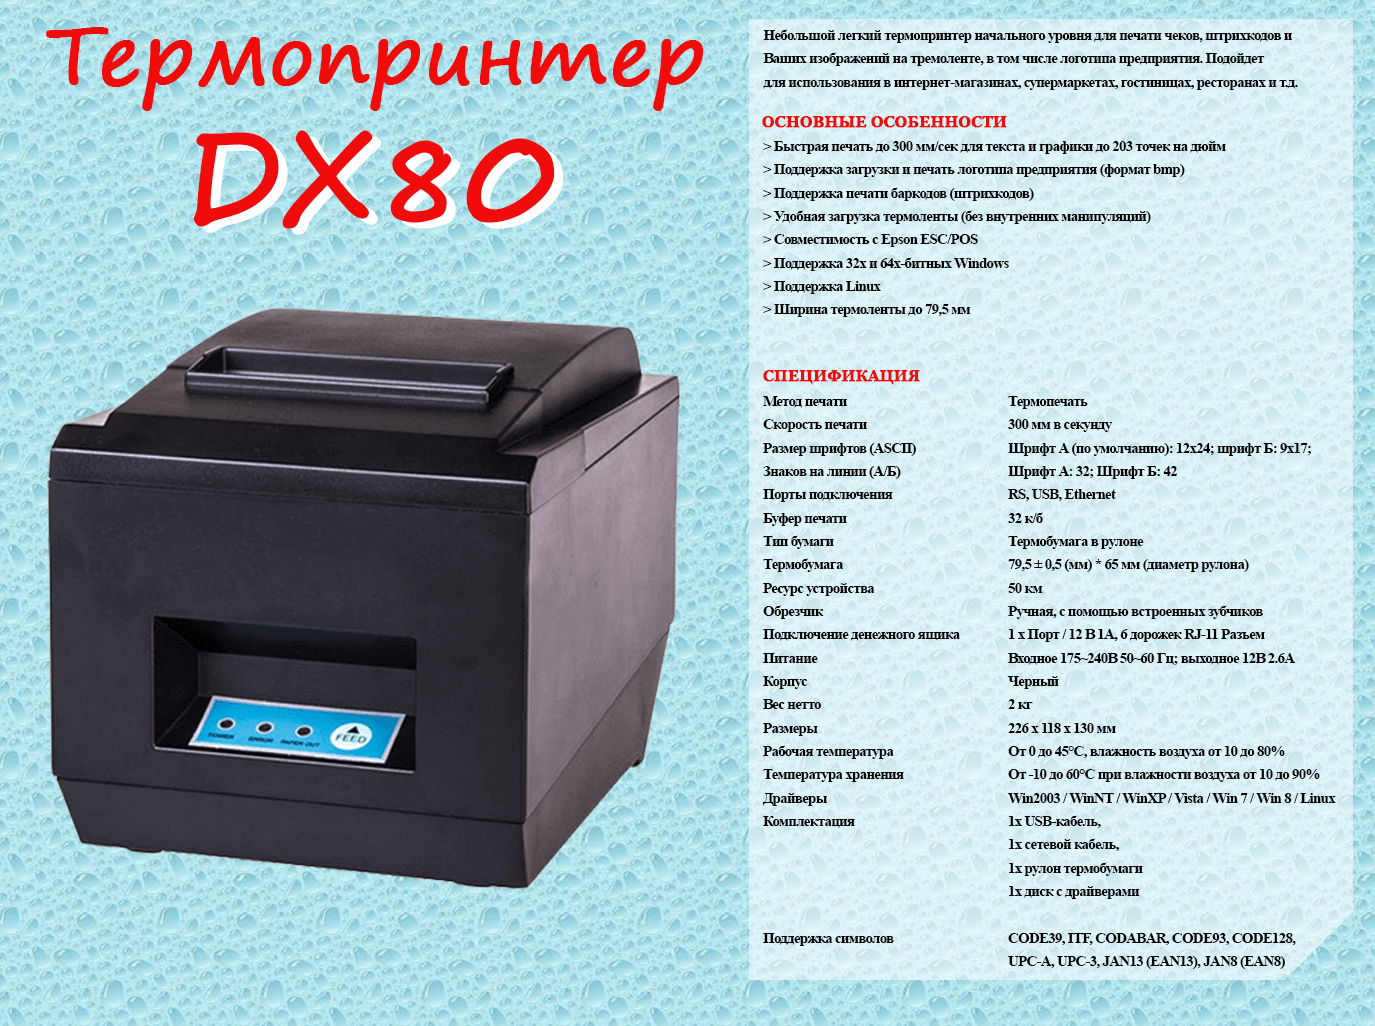 Термопринтер
DX80
Небольшой легкий термопринтер начального уровня для печати чеков, штрихкодов и
Ваших изображений на тремоленте, в том числе логотипа предприятия. Подойдет
для использования в интернет-магазинах, супермаркетах, гостиницах, ресторанах и т.д.
ОСНОВНЫЕ ОСОБЕННОСТИ
> Быстрая печать до 300 мм/сек для текста и графики до 203 точек на дюйм
> Поддержка загрузки и печать логотипа предприятия (формат bmp)
> Поддержка печати баркодов (штрихкодов)
> Удобная загрузка термоленты (без внутренних манипуляций)
> Совместимость с Epson ESC/POS
> Поддержка 32х и 64х-битных Windows
> Поддержка Linux
> Ширина термоленты до 79,5 мм
СПЕЦИФИКАЦИЯ
Метод печати Термопечать
Скорость печати 300 мм в секунду
Размер шрифтов (ASCII) Шрифт А (по умолчанию): 12x24; шрифт Б: 9x17;
Знаков на линии (А/Б) Шрифт А: 32; Шрифт Б: 42
Порты подключения RS, USB, Ethernet
Буфер печати 32 к/б
Тип бумаги Термобумага в рулоне
Термобумага 79,5 ± 0,5 (мм) * 65 мм (диаметр рулона)
Ресурс устройства 50 км
Обрезчик Ручная, с помощью встроенных зубчиков
Подключение денежного ящика 1 x Порт / 12 В 1А, 6 дорожек RJ-11 Разъем
Питание Входное 175~240В 50~60 Гц; выходное 12В 2.6А
Корпус Черный
Вес нетто 2 кг
Размеры 226 x 118 x 130 мм
Рабочая температура От 0 до 45°C, влажность воздуха от 10 до 80%
Температура хранения От -10 до 60°C при влажности воздуха от 10 до 90%
Драйверы Win2003 / WinNT / WinXP / Vista / Win 7 / Win 8 / Linux
Комплектация 1x USB-кабель,
1x сетевой кабель,
1x рулон термобумаги
1x диск с драйверами
Поддержка символов CODE39, ITF, CODABAR, CODE93, CODE128,
UPC-A, UPC-3, JAN13 (EAN13), JAN8 (EAN8)
POWER ERROR PAPER OUT FEED